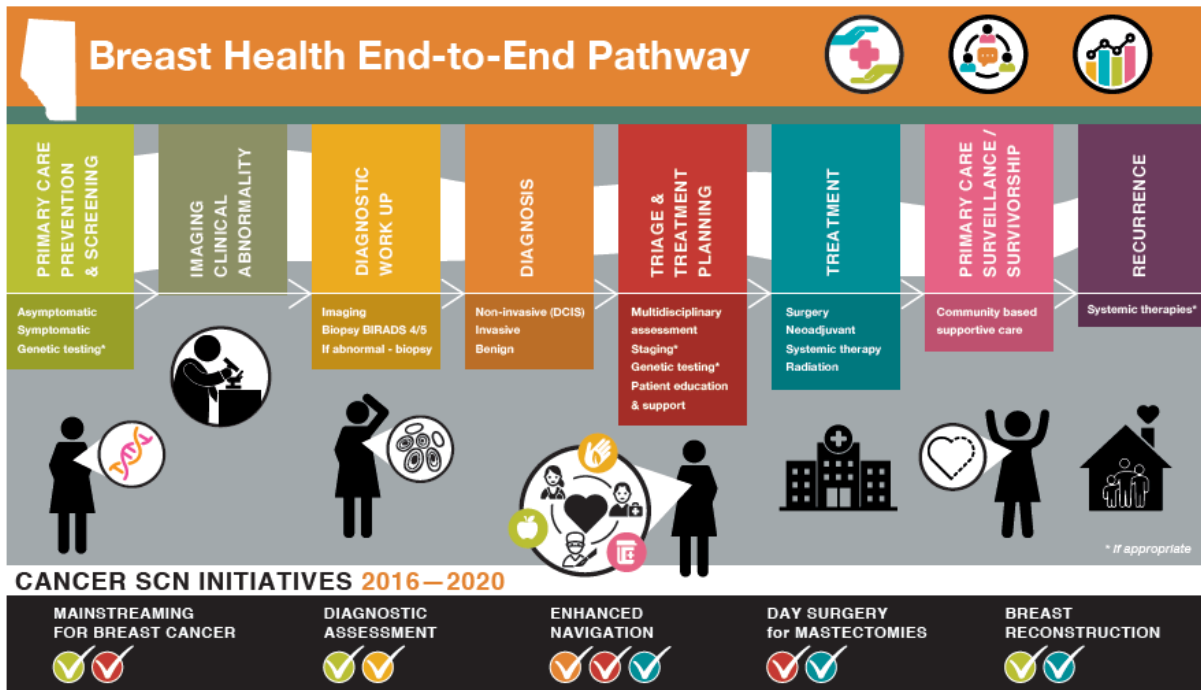 Breast Health End-to-End Pathway
PRIMARY CARE
PREVENTION
& SCREENING
Asymptomatic
Symptomatic
Genetic testing*
IMAGING
CLINICAL
ABNORMALITY
DIAGNOSTIC
WORK UP
Imaging
Biopsy BIRADS 4/5
If abnormal - biopsy
DIAGNOSIS
Non-invasive (DCIS)
Invasive
Benign
TRIAGE &
TREATMENT
PLANNING
Multidisciplinary
assessment
Staging*
Genetic testing*
Patient education
& support
TREATMENT
Surgery
Neoadjuvant
Systemic therapy
Radiation
PRIMARY CARE
SURVEILLANCE /
SURVIVORSHIP
Community based
supportive care
RECURRENCE
Systemic therapies*
* If appropriate
CANCER SCN INITIATIVES 2016—2020
MAINSTREAMING
FOR BREAST CANCER
DIAGNOSTIC
ASSESSMENT
ENHANCED
NAVIGATION
DAY SURGERY
for MASTECTOMIES
BREAST
RECONSTRUCTION